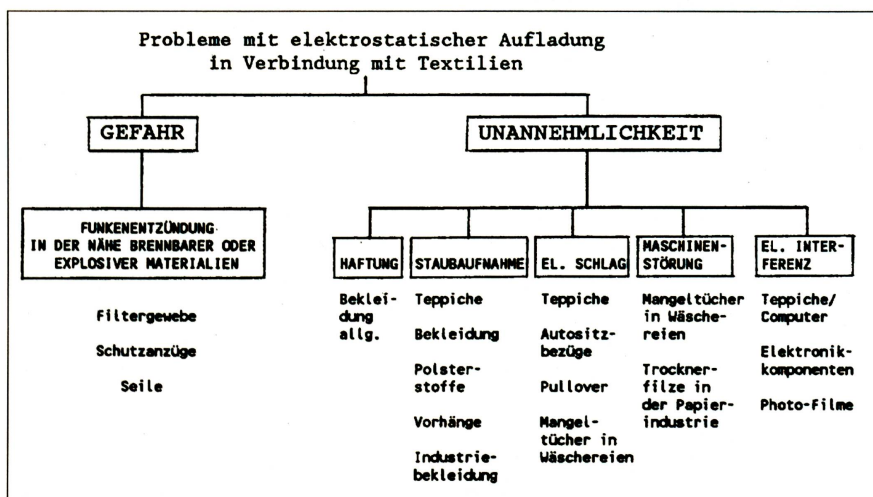 Probleme mit elektrostatischer Aufladung
in Verbindung mit Textilien
GEFAHR
UNANNEHMLICHKEIT
FUNKENENTZÜNDUNG
IN DER NÄHE BRENNBARER ODER
EXPLOSIVER MATERIALIEN
Filtergewebe
Schutzanzüge
Seile
HAFTUNG
Beklei-
dung
allg.
STAUBAUFNAHME
Teppiche
Bekleidung
Polster-
stoffe
Vorhänge
Industrie-
bekleidung
EL. SCHLAG
Teppiche
Autositz-
bezüge
Pullover
Mangel-
tücher in
Wäschereien
MASCHINEN-
STÖRUNG
Mangeltücher
in Wäsche-
reien
Trockner-
filze in
der Papier-
industrie
EL. INTER-
FERENZ
Teppiche/
Computer
Elektronik-
komponenten
Photo-Filme